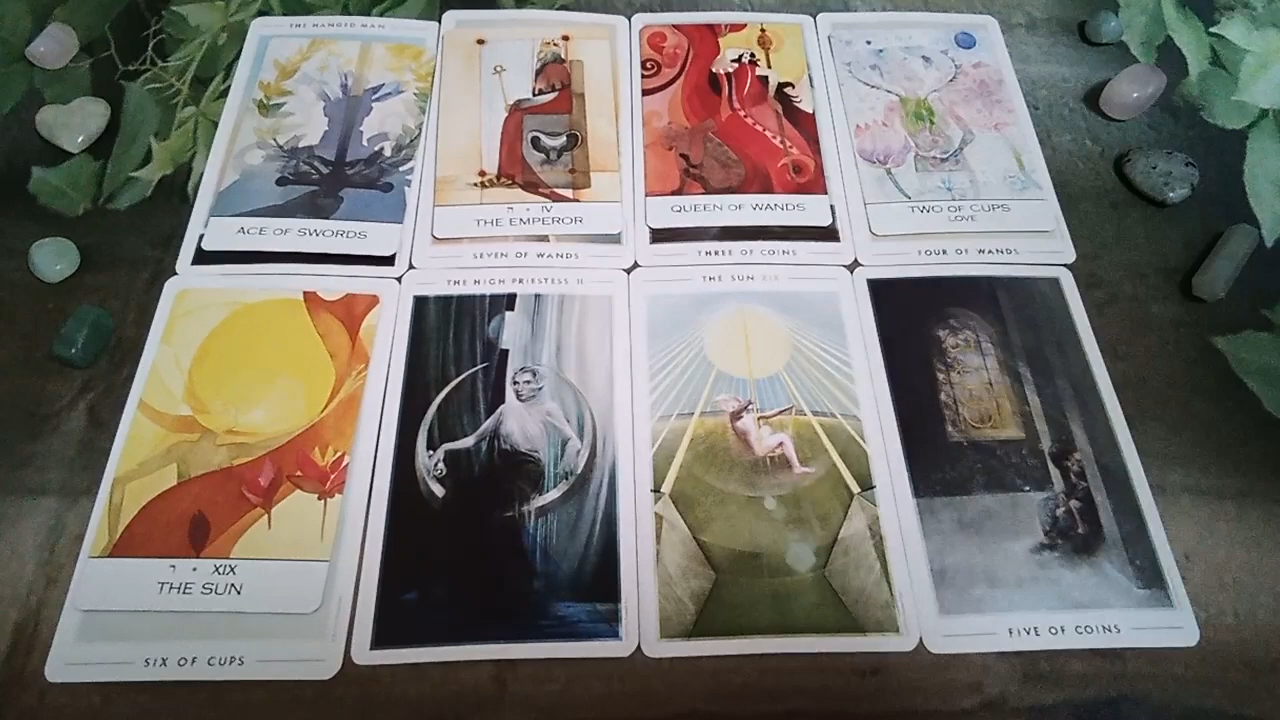 THE HANGED MAN
ACE OF SWORDS
ה • IV
THE EMPEROR
SEVEN OF WANDS
QUEEN OF WANDS
THREE OF COINS
TWO OF CUPS
LOVE
FOUR OF WANDS
XIX
THE SUN
SIX OF CUPS
THE HIGH PRIESTESS II
THE SUN XIX
FIVE OF COINS